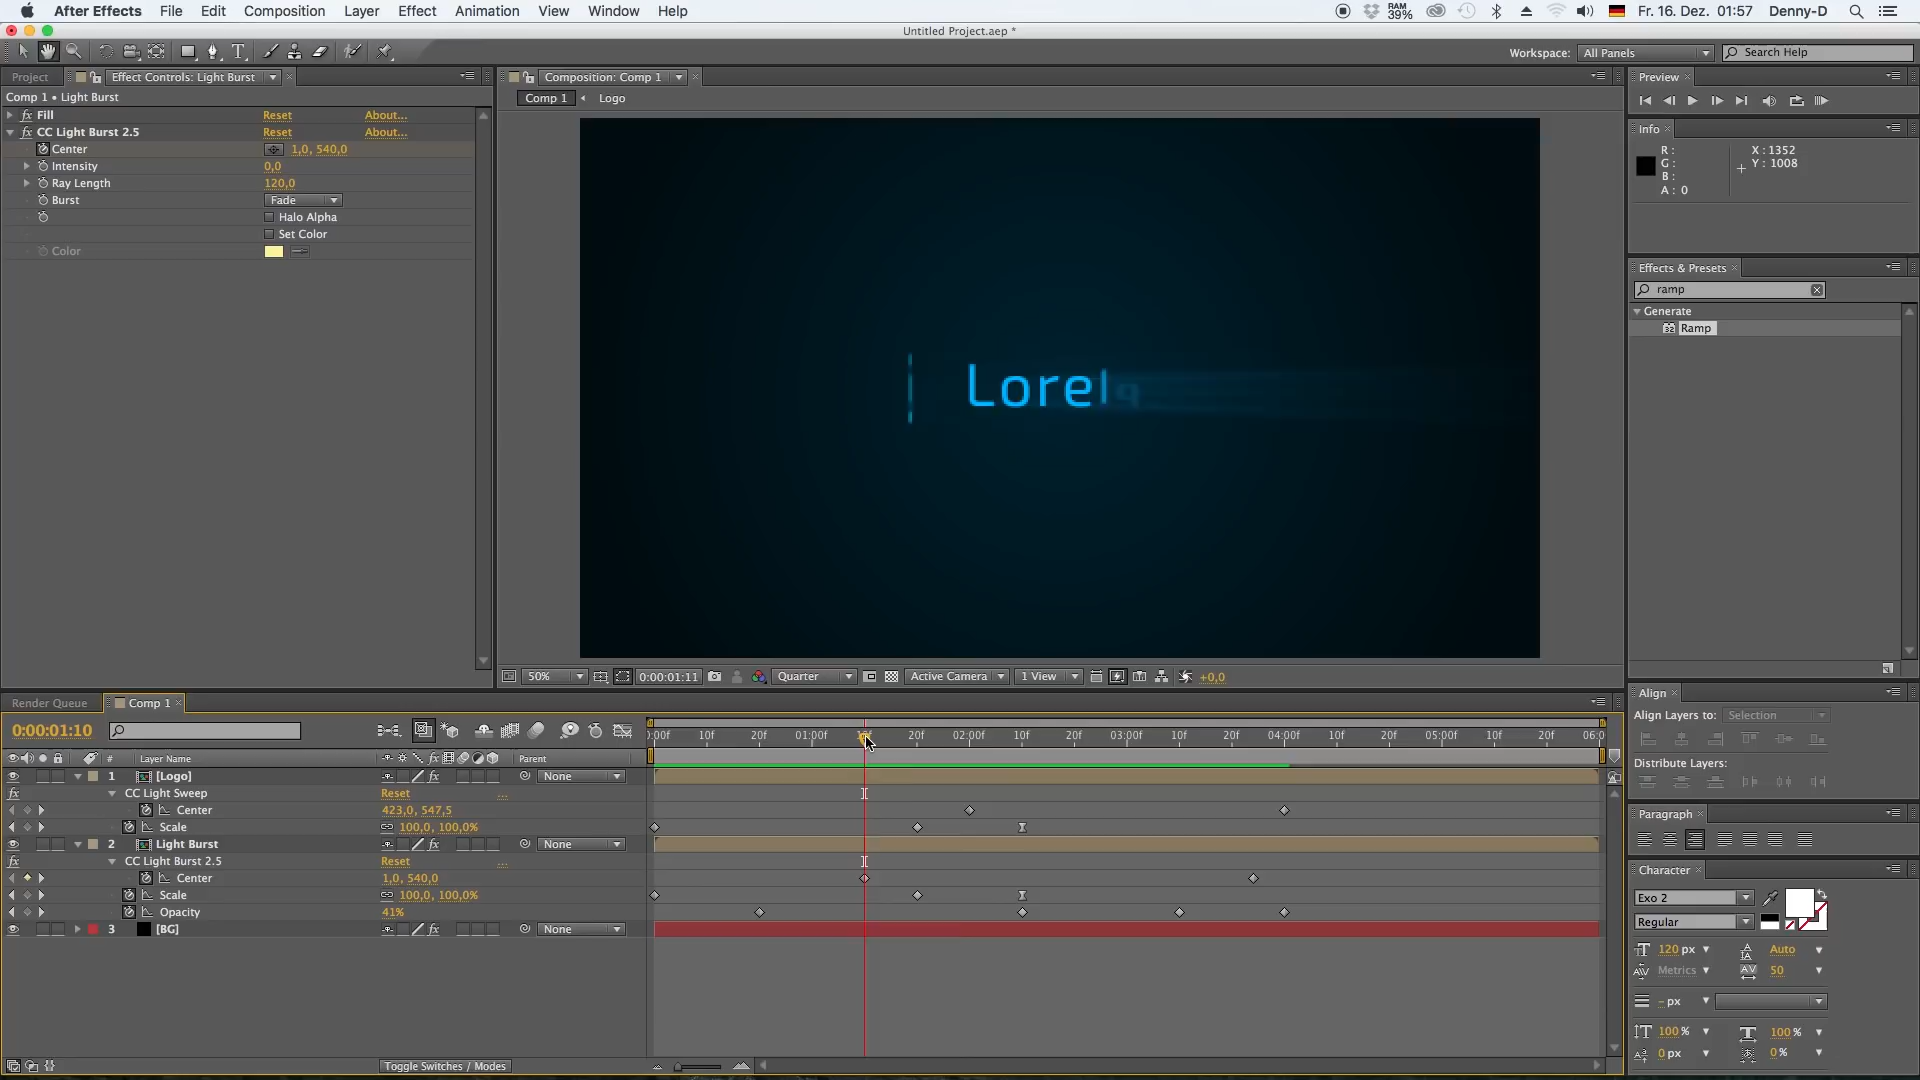 After Effects File Edit Composition Layer Effect Animation View Window Help RAM 39% Fr. 16. Dez. 01:57 Denny-D
Untitled Project.aep *
Workspace: All Panels Search Help
Project Effect Controls: Light Burst Composition: Comp 1 Preview
Comp 1 • Light Burst
Comp 1 Logo
Fill Reset About...
CC Light Burst 2.5 Reset About...
Center 1,0, 540,0
Intensity 0,0
Ray Length 120,0
Burst Fade
Halo Alpha
Set Color
Color
Info
R : X : 1352
G : Y : 1008
B :
A : 0
Effects & Presets
ramp
Generate
32 Ramp
Lorel
50% 0:00:01:11 Quarter Active Camera 1 View +0,0
Render Queue Comp 1
0:00:01:10
0:00f 10f 20f 01:00f 20f 02:00f 10f 20f 03:00f 10f 20f 04:00f 10f 20f 05:00f 10f 20f 06:0
# Layer Name Parent
1 [Logo] None
CC Light Sweep Reset ...
Center 423,0, 547,5
Scale 100,0, 100,0%
2 Light Burst None
CC Light Burst 2.5 Reset ...
Center 1,0, 540,0
Scale 100,0, 100,0%
Opacity 41%
3 [BG] None
Toggle Switches / Modes
Align
Align Layers to: Selection
Distribute Layers:
Paragraph
Character
Exo 2
Regular
120 px Auto
Metrics 50
- px
100 % 100 %
0 px 0 %